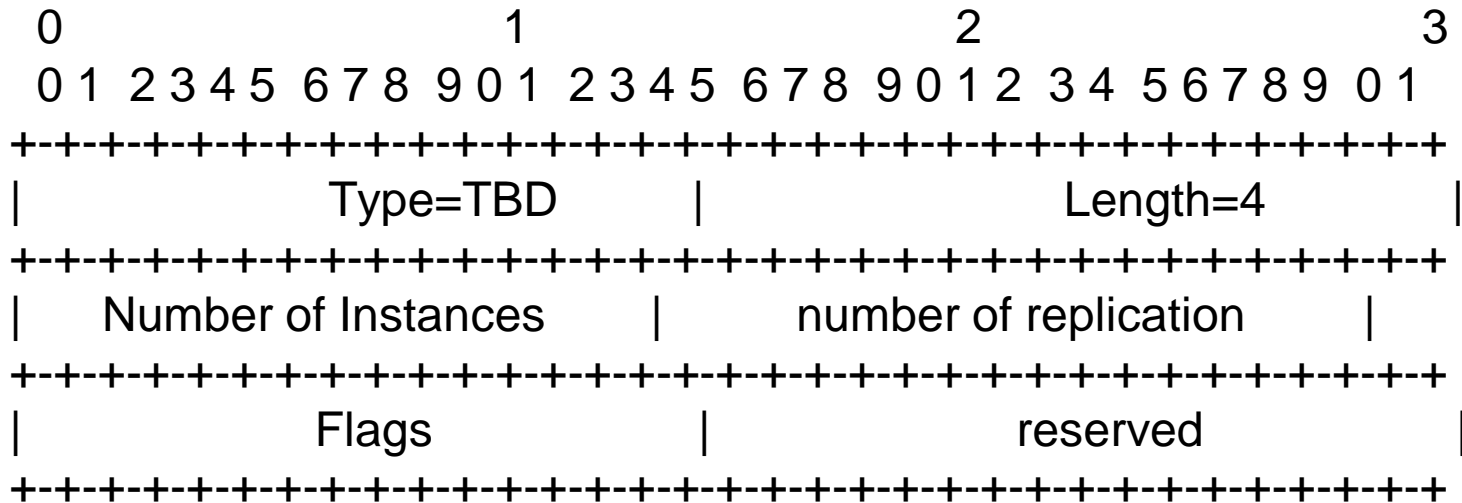 0 1 2 3
0 1 2 3 4 5 6 7 8 9 0 1 2 3 4 5 6 7 8 9 0 1 2 3 4 5 6 7 8 9 0 1
+-+-+-+-+-+-+-+-+-+-+-+-+-+-+-+-+-+-+-+-+-+-+-+-+-+-+-+-+-+-+-+-+
| Type=TBD | Length=4 |
+-+-+-+-+-+-+-+-+-+-+-+-+-+-+-+-+-+-+-+-+-+-+-+-+-+-+-+-+-+-+-+-+
| Number of Instances | number of replication |
+-+-+-+-+-+-+-+-+-+-+-+-+-+-+-+-+-+-+-+-+-+-+-+-+-+-+-+-+-+-+-+-+
| Flags | reserved |
+-+-+-+-+-+-+-+-+-+-+-+-+-+-+-+-+-+-+-+-+-+-+-+-+-+-+-+-+-+-+-+-+